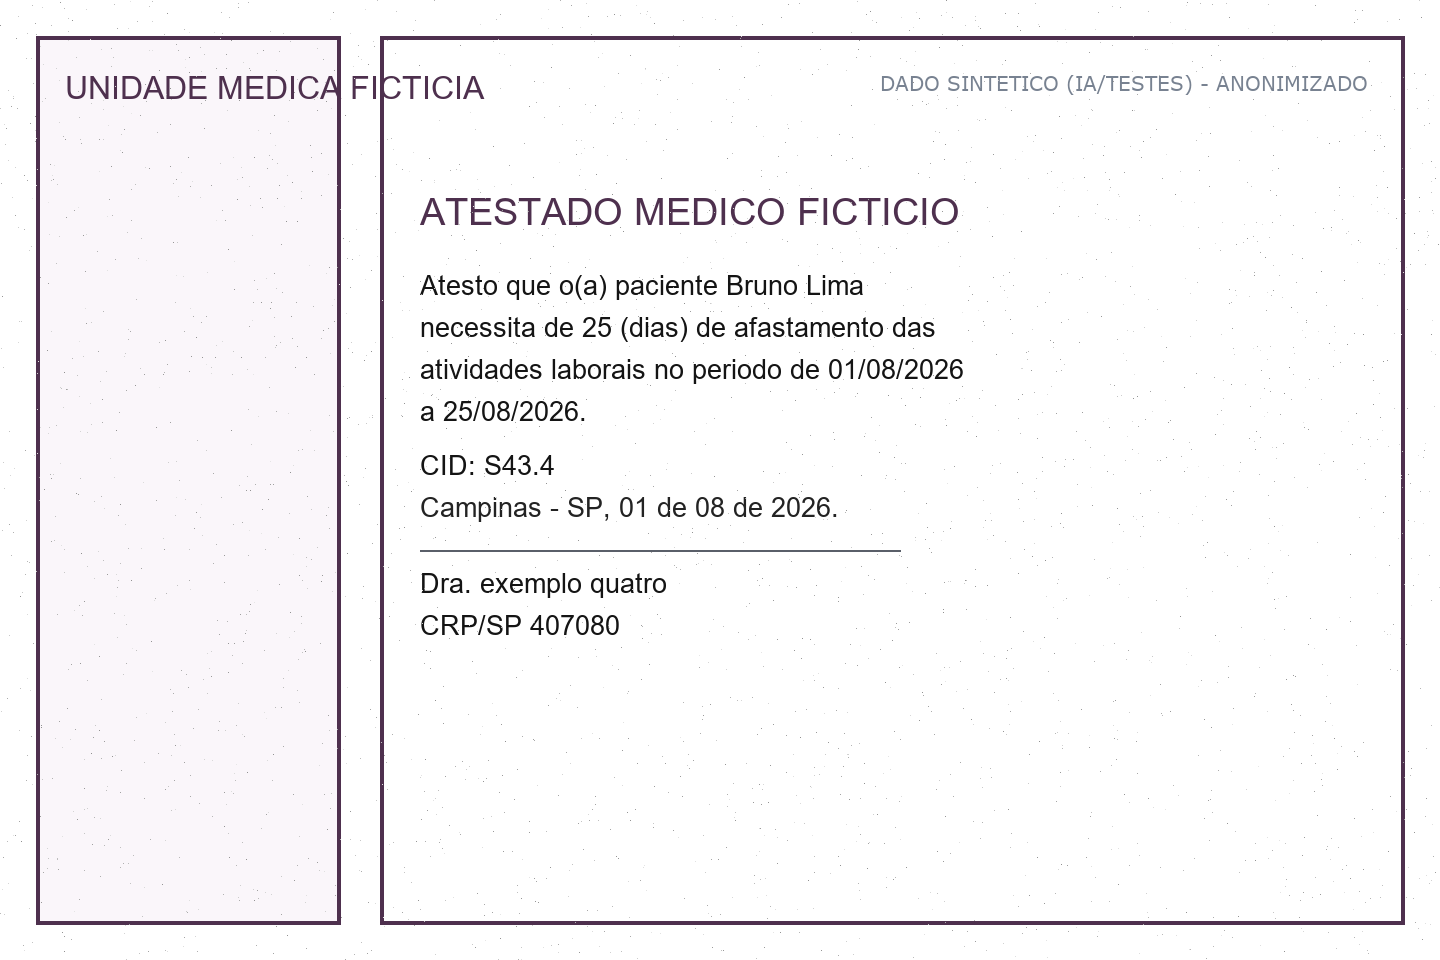 UNIDADE MEDICA FICTICIA
DADO SINTETICO (IA/TESTES) - ANONIMIZADO
ATESTADO MEDICO FICTICIO
Atesto que o(a) paciente Bruno Lima
necessita de 25 (dias) de afastamento das
atividades laborais no periodo de 01/08/2026
a 25/08/2026.
CID: S43.4
Campinas - SP, 01 de 08 de 2026.
Dra. exemplo quatro
CRP/SP 407080